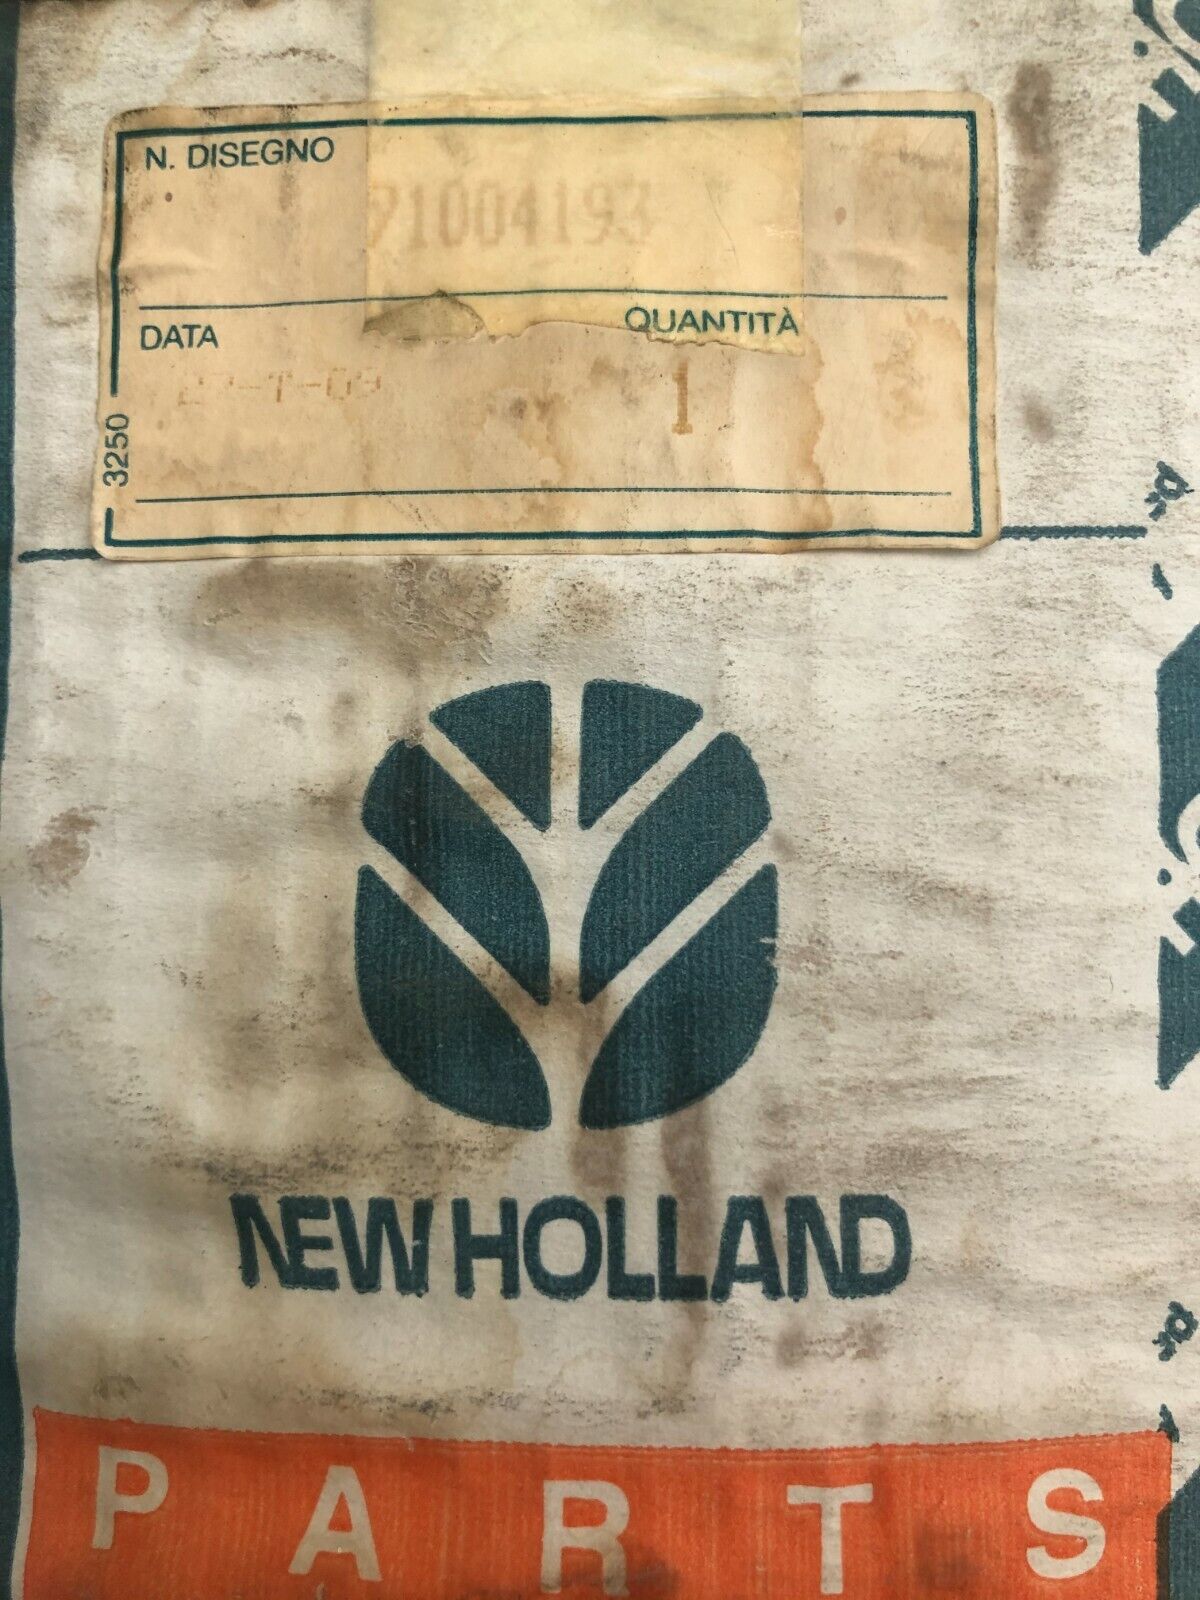 N. DISEGNO
71004193
DATA
QUANTITÀ
1
3250
NEW HOLLAND
PARTS